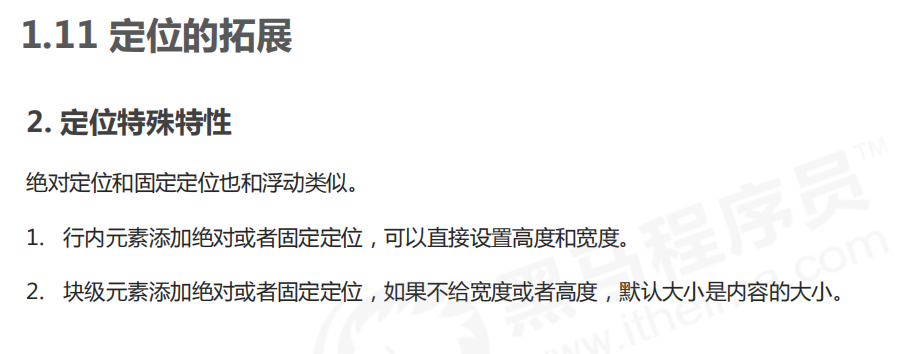 1.11 定位的拓展
2. 定位特殊特性
绝对定位和固定定位也和浮动类似。
1. 行内元素添加绝对或者固定定位，可以直接设置高度和宽度。
2. 块级元素添加绝对或者固定定位，如果不给宽度或者高度，默认大小是内容的大小。
黑马程序员™
www.itheima.com